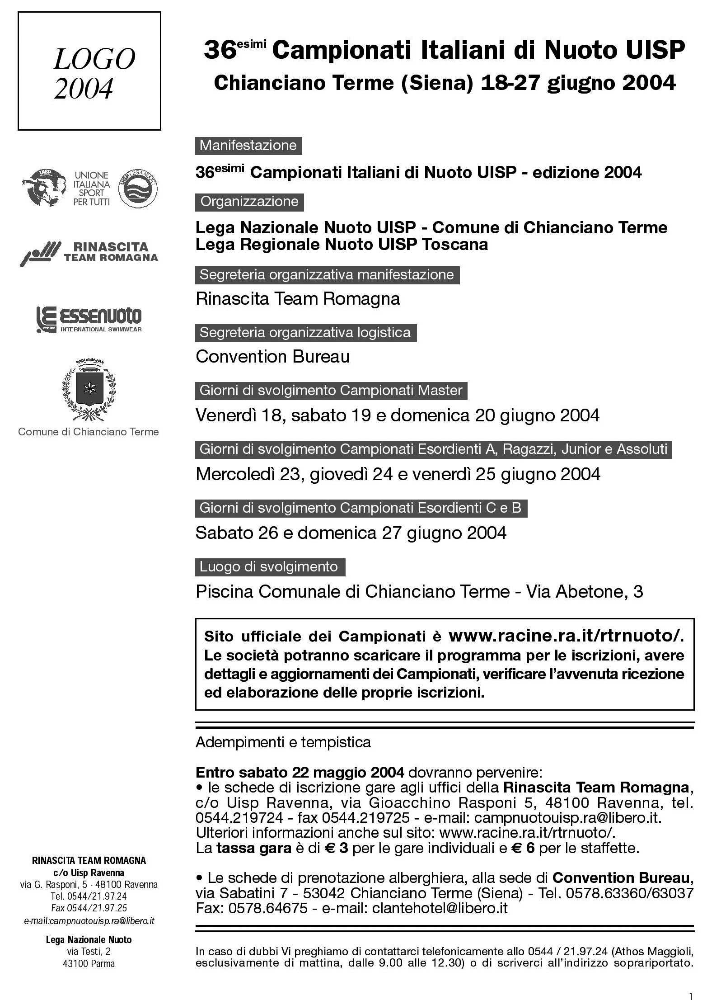 LOGO
2004
36esimi Campionati Italiani di Nuoto UISP
Chianciano Terme (Siena) 18-27 giugno 2004
UISP
UNIONE
ITALIANA
SPORT
PER TUTTI
UISP LEGA NUOTO
RINASCITA
TEAM ROMAGNA
ESSENUOTO
essenuoto
INTERNATIONAL SWIMWEAR
Comune di Chianciano Terme
Manifestazione
36esimi Campionati Italiani di Nuoto UISP - edizione 2004
Organizzazione
Lega Nazionale Nuoto UISP - Comune di Chianciano Terme
Lega Regionale Nuoto UISP Toscana
Segreteria organizzativa manifestazione
Rinascita Team Romagna
Segreteria organizzativa logistica
Convention Bureau
Giorni di svolgimento Campionati Master
Venerdì 18, sabato 19 e domenica 20 giugno 2004
Giorni di svolgimento Campionati Esordienti A, Ragazzi, Junior e Assoluti
Mercoledì 23, giovedì 24 e venerdì 25 giugno 2004
Giorni di svolgimento Campionati Esordienti C e B
Sabato 26 e domenica 27 giugno 2004
Luogo di svolgimento
Piscina Comunale di Chianciano Terme - Via Abetone, 3
Sito ufficiale dei Campionati è www.racine.ra.it/rtrnuoto/.
Le società potranno scaricare il programma per le iscrizioni, avere
dettagli e aggiornamenti dei Campionati, verificare l'avvenuta ricezione
ed elaborazione delle proprie iscrizioni.
Adempimenti e tempistica
Entro sabato 22 maggio 2004 dovranno pervenire:
• le schede di iscrizione gare agli uffici della Rinascita Team Romagna,
c/o Uisp Ravenna, via Gioacchino Rasponi 5, 48100 Ravenna, tel.
0544.219724 - fax 0544.219725 - e-mail: campnuotouisp.ra@libero.it.
Ulteriori informazioni anche sul sito: www.racine.ra.it/rtrnuoto/.
La tassa gara è di € 3 per le gare individuali e € 6 per le staffette.
• Le schede di prenotazione alberghiera, alla sede di Convention Bureau,
via Sabatini 7 - 53042 Chianciano Terme (Siena) - Tel. 0578.63360/63037
Fax: 0578.64675 - e-mail: clantehotel@libero.it
RINASCITA TEAM ROMAGNA
c/o Uisp Ravenna
via G. Rasponi, 5 - 48100 Ravenna
Tel. 0544/21.97.24
Fax 0544/21.97.25
e-mail:campnuotouisp.ra@libero.it
Lega Nazionale Nuoto
via Testi, 2
43100 Parma
In caso di dubbi Vi preghiamo di contattarci telefonicamente allo 0544 / 21.97.24 (Athos Maggioli,
esclusivamente di mattina, dalle 9.00 alle 12.30) o di scriverci all'indirizzo soprariportato.
1